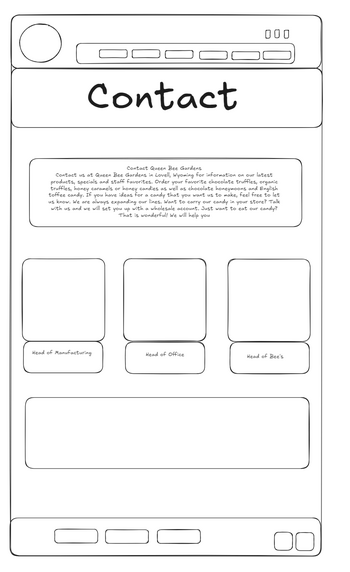 Contact
Contact Queen Bee Gardens
Contact us at Queen Bee Gardens in Lovell, Wyoming for information on our latest
products, specials and staff favorites. Order your favorite chocolate truffles, organic
truffles, honey caramels or honey candies as well as chocolate honeymoons and English
toffee candy. If you have ideas for a candy that you want us to make, feel free to let
us know. We are always expanding our lines. Want to carry our candy in your store? Talk
with us and we will set you up with a wholesale account. Just want to eat our candy?
That is wonderful! We will help you
Head of Manufacturing
Head of Office
Head of Bee's